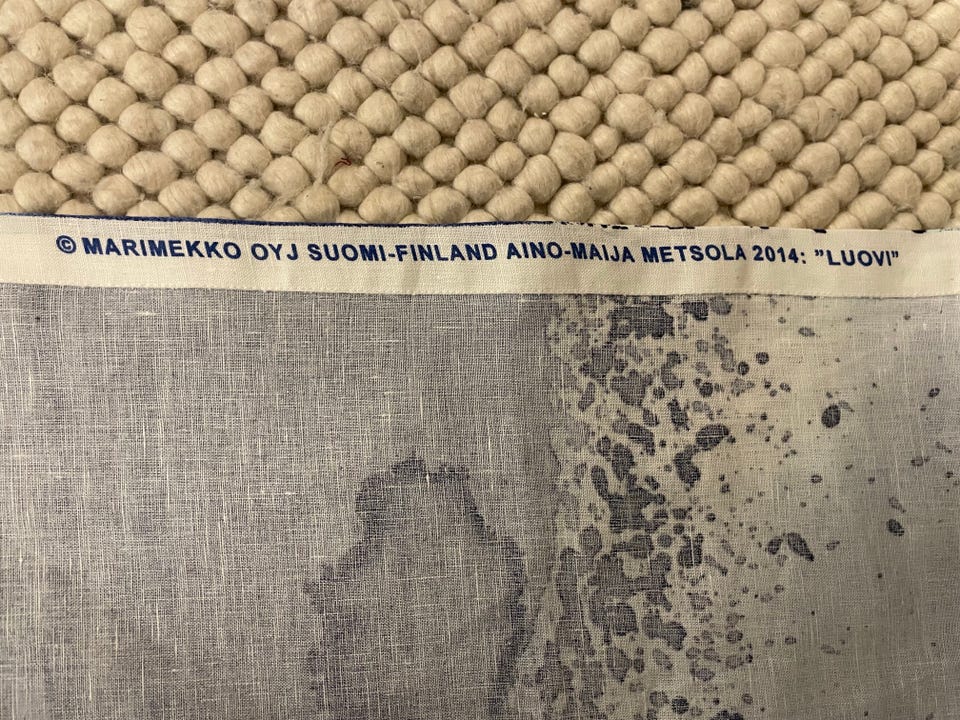 © MARIMEKKO OYJ SUOMI-FINLAND AINO-MAIJA METSOLA 2014: ”LUOVI”